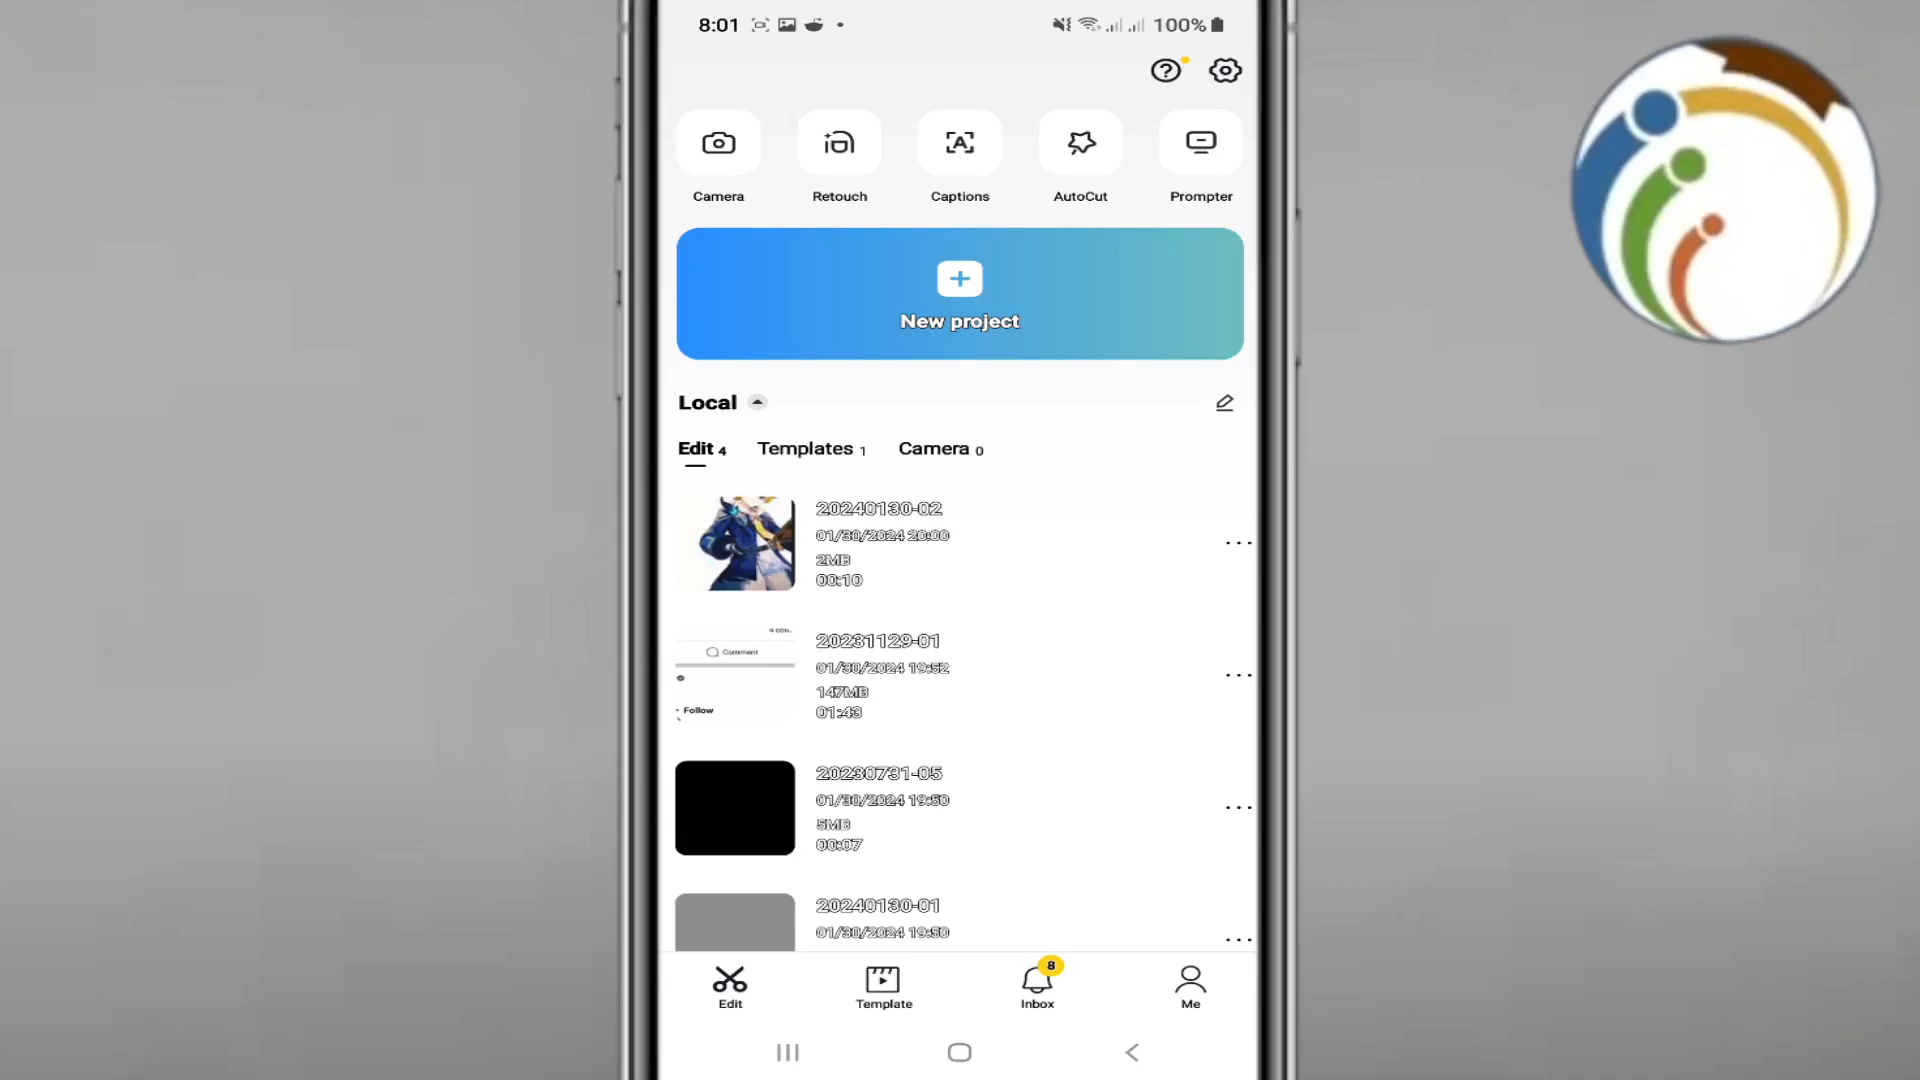 8:01
100%
Camera
Retouch
Captions
AutoCut
Prompter
New project
Local
Edit 4
Templates 1
Camera 0
20240130-02
01/30/2024 20:00
2MB
00:10
20231129-01
01/30/2024 19:52
147MB
01:43
Comment
Follow
20230731-05
01/30/2024 19:50
5MB
00:07
20240130-01
01/30/2024 19:50
Edit
Template
8
Inbox
Me